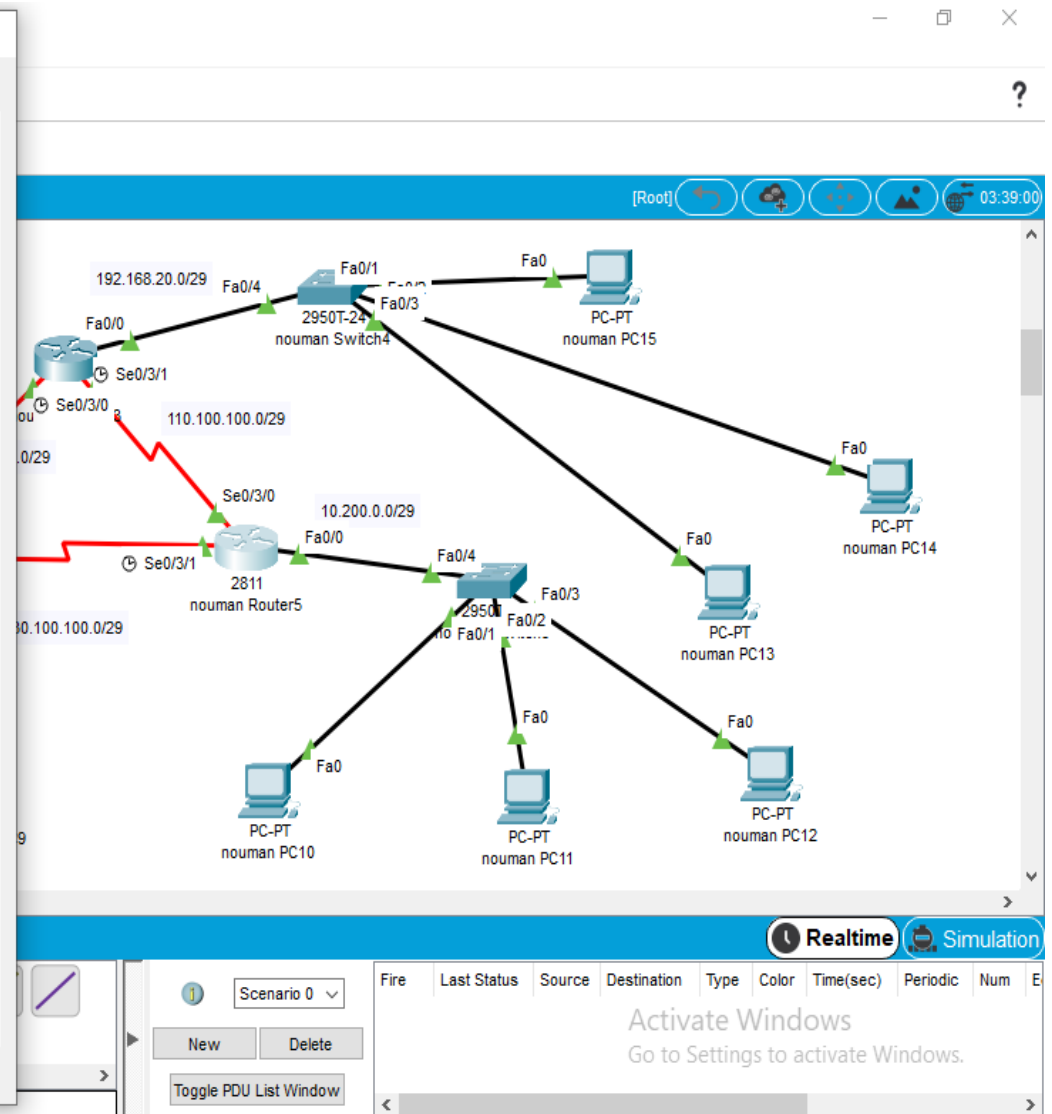 ?
[Root]
03:39:00
192.168.20.0/29
Fa0/4
Fa0/1
Fa0
Fa0/3
2950T-24
nouman Switch4
PC-PT
nouman PC15
Fa0/0
Se0/3/1
Se0/3/0
110.100.100.0/29
.0/29
Fa0
PC-PT
nouman PC14
Se0/3/0
10.200.0.0/29
Fa0/0
Se0/3/1
2811
nouman Router5
Fa0/4
Fa0/3
2950T
Fa0/2
Fa0/1
Fa0
PC-PT
nouman PC13
30.100.100.0/29
Fa0
PC-PT
nouman PC10
Fa0
PC-PT
nouman PC11
Fa0
PC-PT
nouman PC12
Realtime
Simulation
Scenario 0
New
Delete
Toggle PDU List Window
Fire Last Status Source Destination Type Color Time(sec) Periodic Num
Activate Windows
Go to Settings to activate Windows.